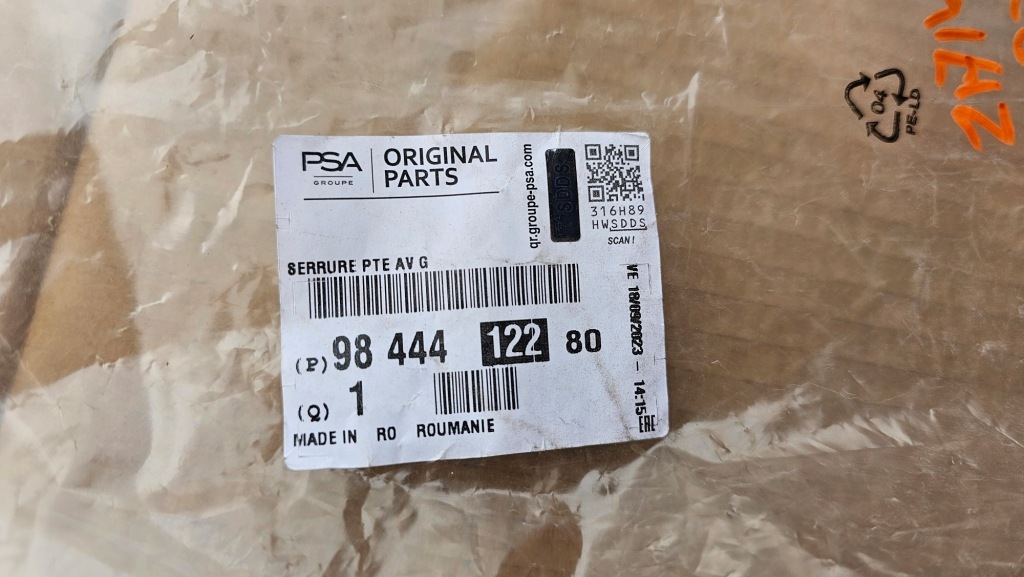 PSA
GROUPE
ORIGINAL
PARTS
qr.groupe-psa.com
SDDS
316H89
HWSDDS
SCAN!
SERRURE PTE AV G
(P) 98 444 122 80
(Q) 1
MADE IN RO ROUMANIE
VE 18/09/2023 - 14:15
EAC
04
PE-LD